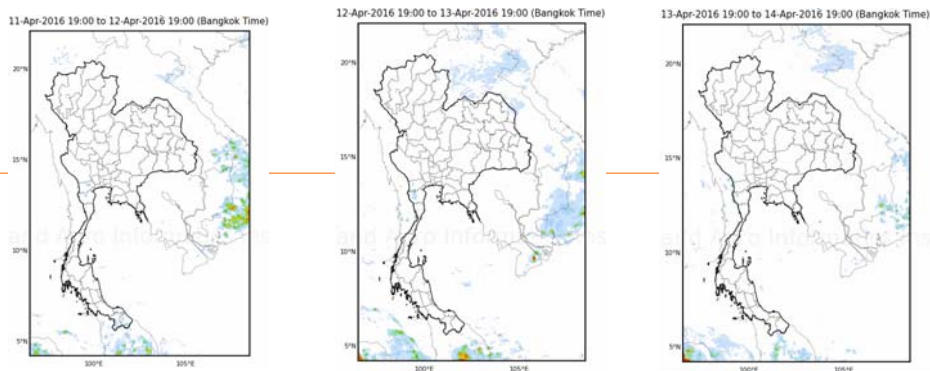 11-Apr-2016 19:00 to 12-Apr-2016 19:00 (Bangkok Time)
20°N
15°N
10°N
5°N
100°E 105°E
12-Apr-2016 19:00 to 13-Apr-2016 19:00 (Bangkok Time)
20°N
15°N
10°N
5°N
100°E 105°E
13-Apr-2016 19:00 to 14-Apr-2016 19:00 (Bangkok Time)
20°N
15°N
10°N
5°N
100°E 105°E